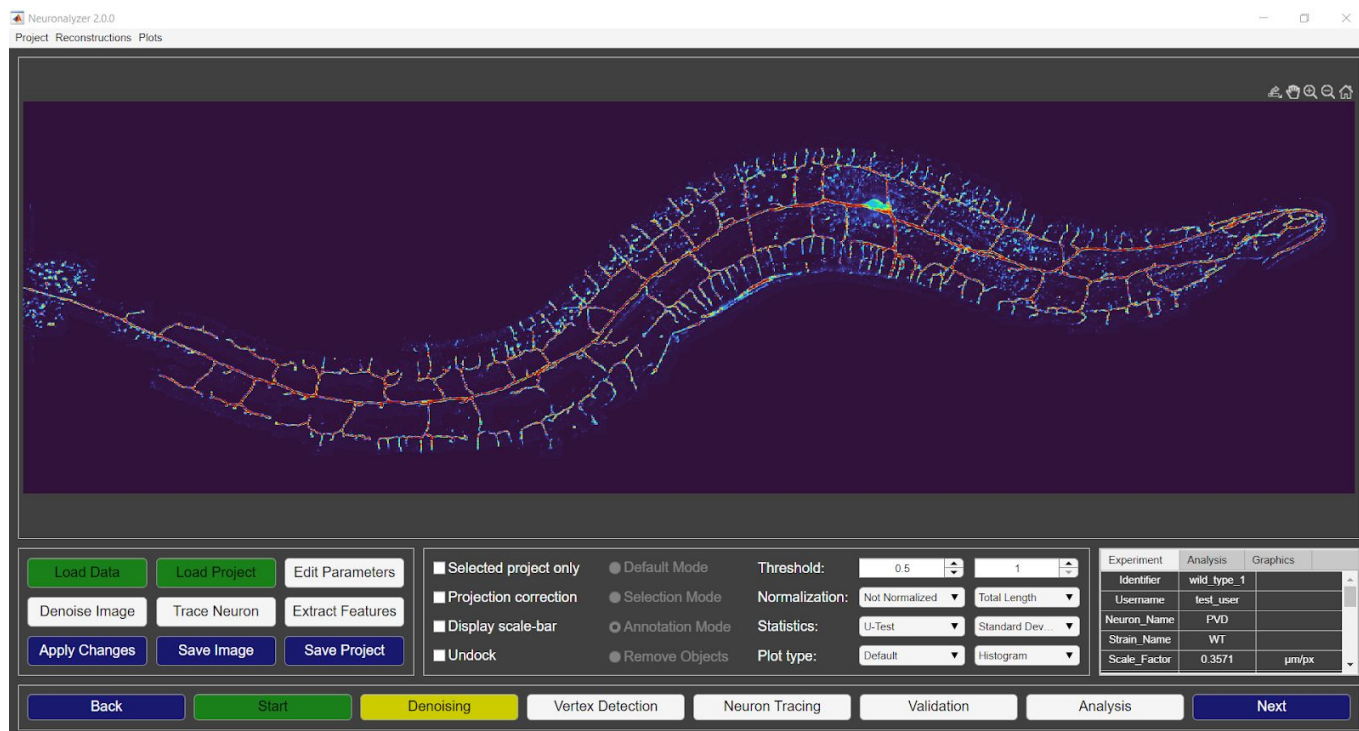 Neuronalyzer 2.0.0
Project Reconstructions Plots
Load Data Load Project Edit Parameters
Denoise Image Trace Neuron Extract Features
Apply Changes Save Image Save Project
Selected project only Default Mode Threshold: 0.5 1
Projection correction Selection Mode Normalization: Not Normalized Total Length
Display scale-bar Annotation Mode Statistics: U-Test Standard Dev...
Undock Remove Objects Plot type: Default Histogram
Experiment Analysis Graphics
Identifier wild_type_1
Username test_user
Neuron_Name PVD
Strain_Name WT
Scale_Factor 0.3571 µm/px
Back Start Denoising Vertex Detection Neuron Tracing Validation Analysis Next